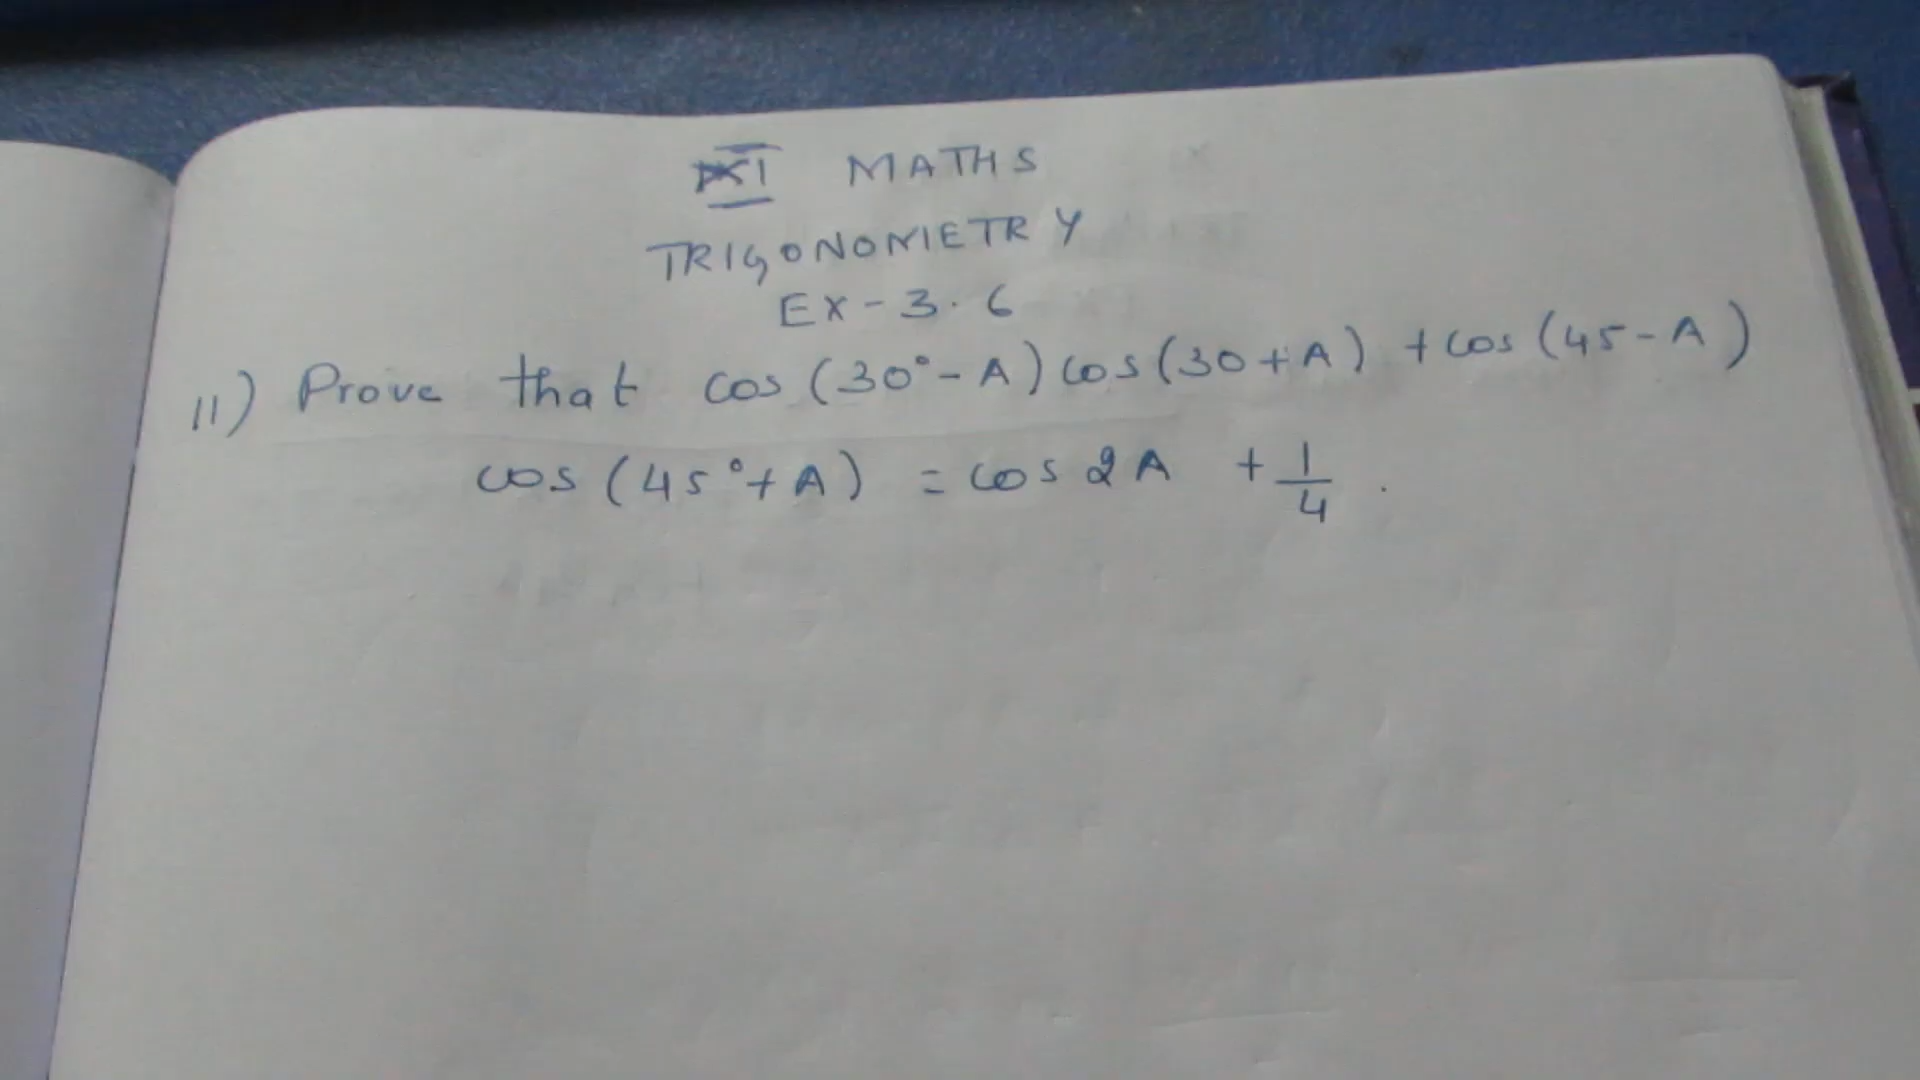 XI MATHS
TRIGONOMETRY
EX - 3.6
11) Prove that cos (30° - A) cos (30 + A) + cos (45 - A)
cos (45° + A) = cos 2A + 1/4 .